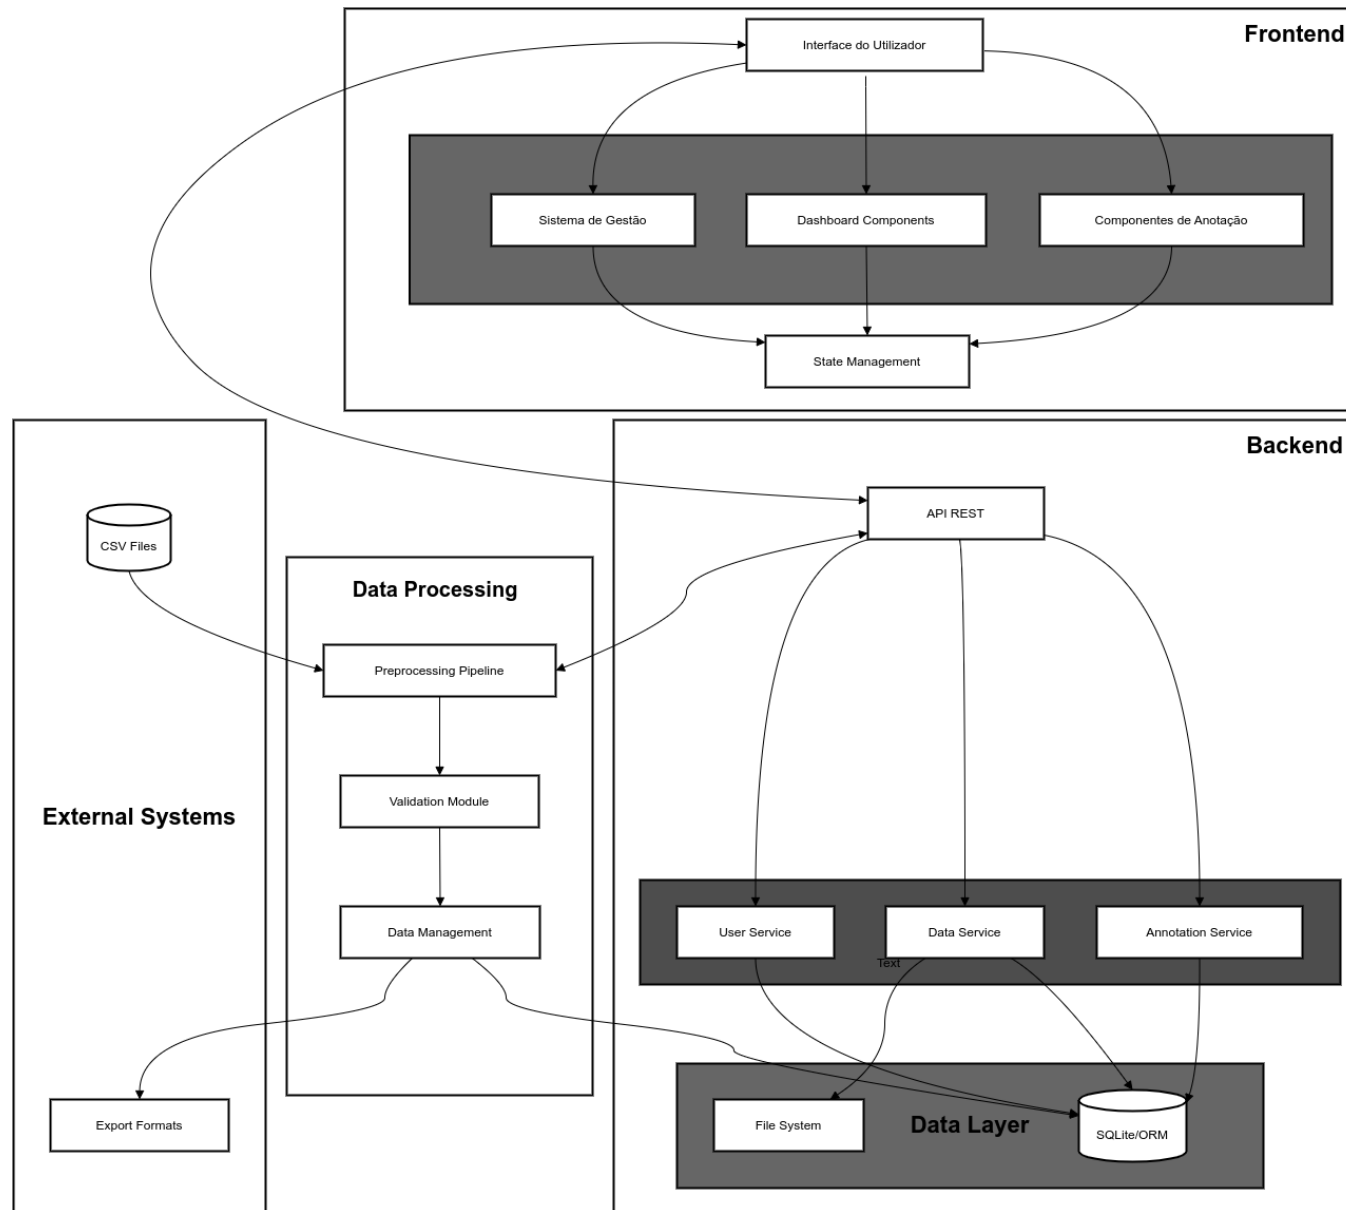 Frontend
Interface do Utilizador
Sistema de Gestão
Dashboard Components
Componentes de Anotação
State Management
Backend
API REST
CSV Files
Data Processing
Preprocessing Pipeline
Validation Module
External Systems
Data Management
User Service
Data Service
Annotation Service
Text
Export Formats
File System
Data Layer
SQLite/ORM